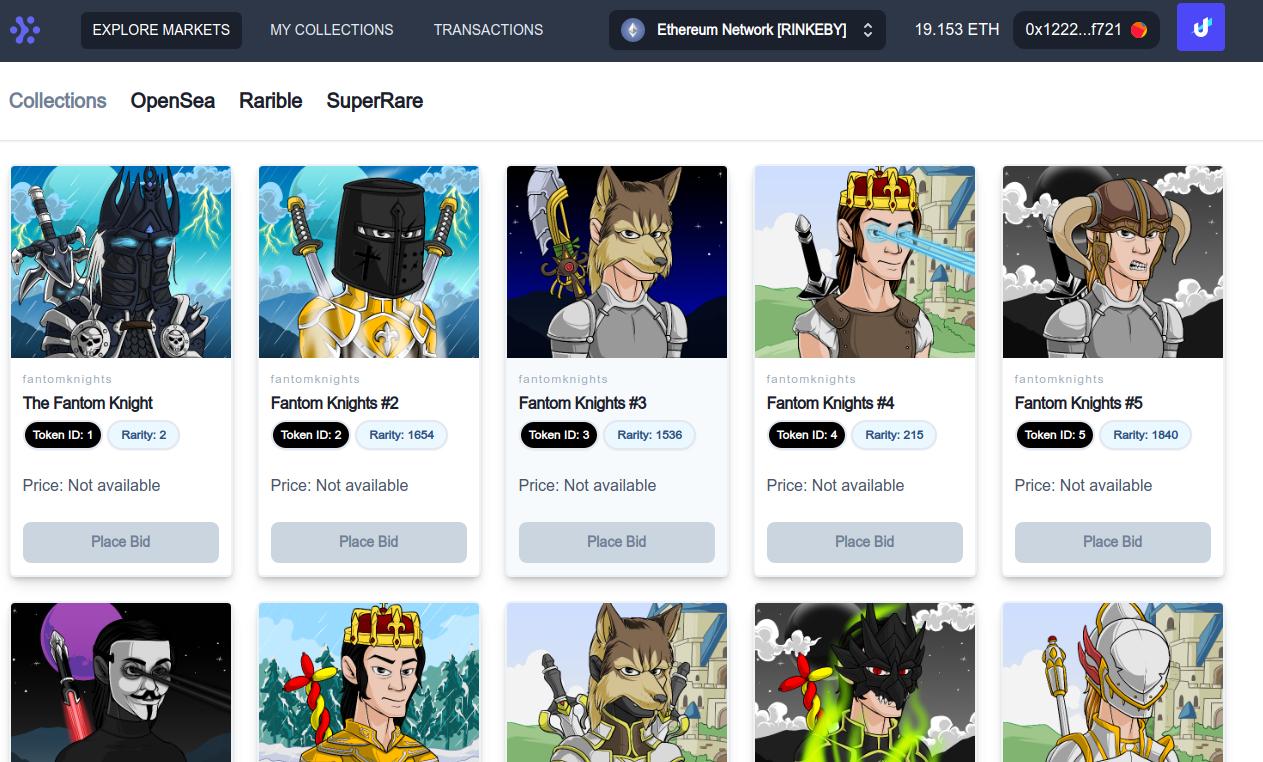 EXPLORE MARKETS MY COLLECTIONS TRANSACTIONS Ethereum Network [RINKEBY] 19.153 ETH 0x1222...f721
Collections OpenSea Rarible SuperRare
fantomknights
The Fantom Knight
Token ID: 1 Rarity: 2
Price: Not available
Place Bid
fantomknights
Fantom Knights #2
Token ID: 2 Rarity: 1654
Price: Not available
Place Bid
fantomknights
Fantom Knights #3
Token ID: 3 Rarity: 1536
Price: Not available
Place Bid
fantomknights
Fantom Knights #4
Token ID: 4 Rarity: 215
Price: Not available
Place Bid
fantomknights
Fantom Knights #5
Token ID: 5 Rarity: 1840
Price: Not available
Place Bid